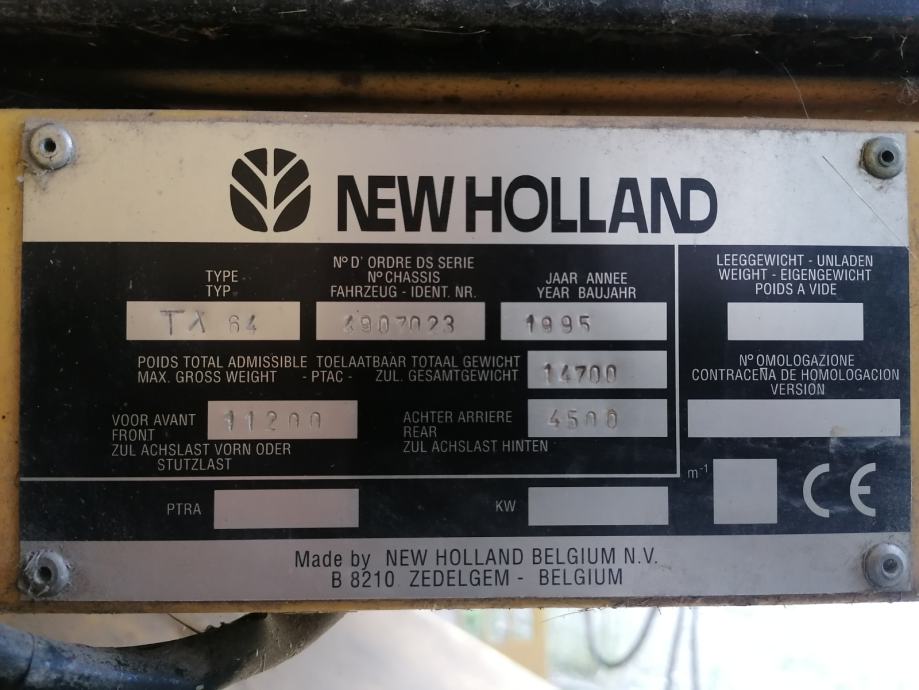 NEW HOLLAND
TYPE - TYP
TX 64
N° D' ORDRE DS SERIE
N° CHASSIS
FAHRZEUG - IDENT. NR.
4907023
JAAR ANNEE
YEAR BAUJAHR
1995
LEEGGEWICHT - UNLADEN
WEIGHT - EIGENGEWICHT
POIDS A VIDE
POIDS TOTAL ADMISSIBLE - TOELAATBAAR TOTAAL GEWICHT
MAX. GROSS WEIGHT - PTAC - ZUL. GESAMTGEWICHT
14700
N° OMOLOGAZIONE
CONTRACEÑA DE HOMOLOGACION
VERSION
VOOR AVANT
FRONT
ZUL ACHSLAST VORN ODER
STUTZLAST
11200
ACHTER ARRIERE
REAR
ZUL ACHSLAST HINTEN
4500
PTRA
KW
m-1
CE
Made by NEW HOLLAND BELGIUM N.V.
B 8210 ZEDELGEM - BELGIUM